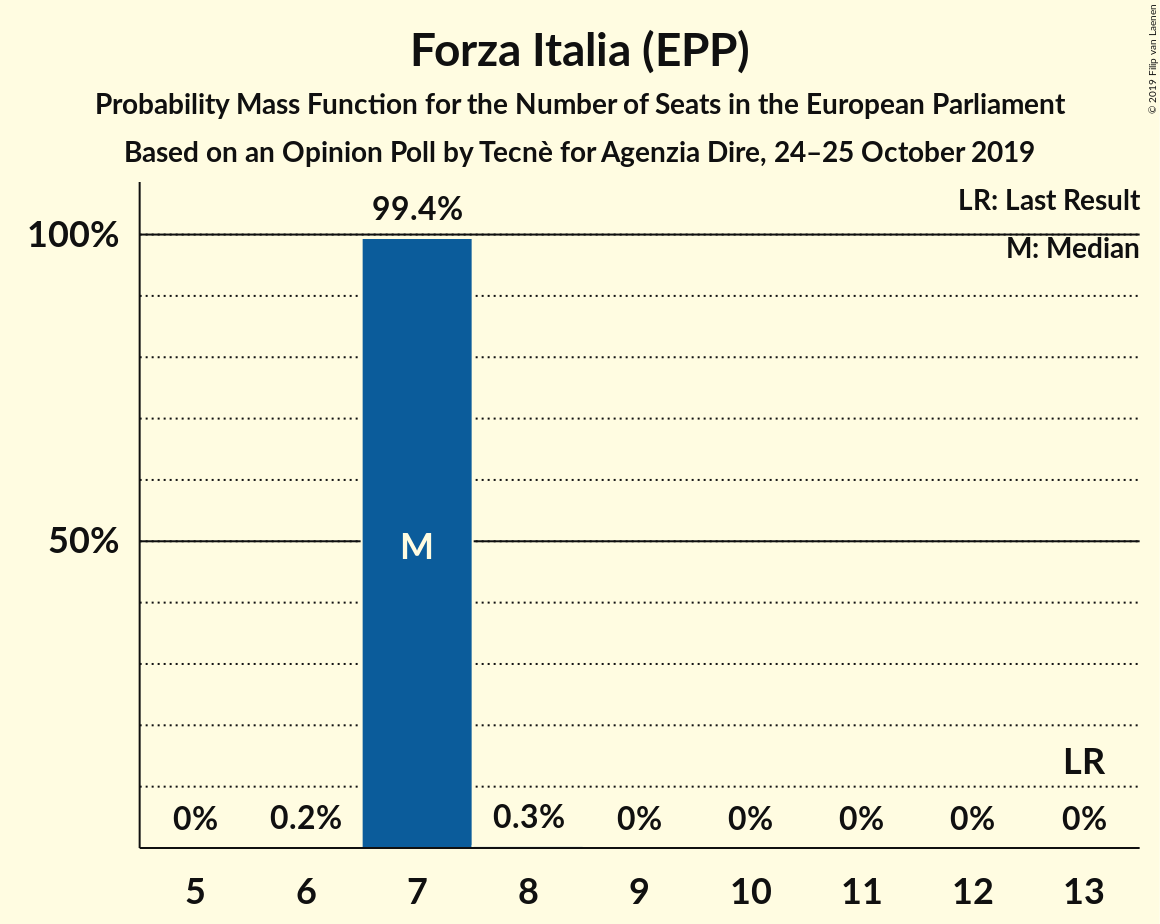 Forza Italia (EPP)
Probability Mass Function for the Number of Seats in the European Parliament
Based on an Opinion Poll by Tecnè for Agenzia Dire, 24–25 October 2019
© 2019 Filip van Laenen
LR: Last Result
M: Median
99.4%
100%
50%
M
LR
0% 0.2% 0.3% 0% 0% 0% 0% 0%
5 6 7 8 9 10 11 12 13